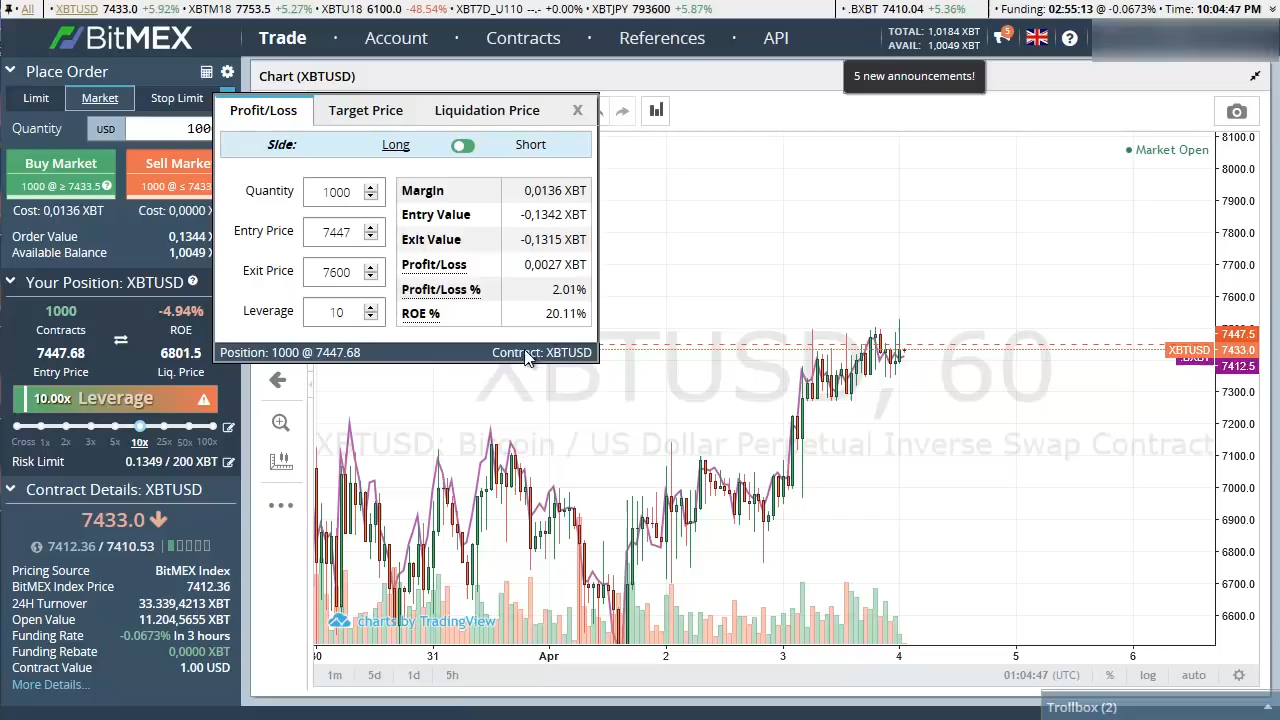 All XBTUSD 7433.0 +5.92% XBTM18 7753.5 +5.27% XBTU18 6100.0 -48.54% XBT7D_U110 --.- +0.00% XBTJPY 793600 +5.87% .BXBT 7410.04 +5.36% Funding: 02:55:13 @ -0.0673% Time: 10:04:47 PM
BitMEX
Trade Account Contracts References API
TOTAL: 1,0184 XBT
AVAIL: 1,0049 XBT
5
?
Place Order
Chart (XBTUSD)
5 new announcements!
Limit Market Stop Limit
Quantity USD 100
Buy Market
1000 @ ≥ 7433.5
Cost: 0,0136 XBT
Sell Marke
1000 @ ≤ 7433
Cost: 0,0000 X
Order Value 0,1344 X
Available Balance 1,0049 X
Profit/Loss Target Price Liquidation Price X
Side: Long Short
Quantity 1000
Entry Price 7447
Exit Price 7600
Leverage 10
Margin 0,0136 XBT
Entry Value -0,1342 XBT
Exit Value -0,1315 XBT
Profit/Loss 0,0027 XBT
Profit/Loss % 2.01%
ROE % 20.11%
Position: 1000 @ 7447.68 Contract: XBTUSD
Your Position: XBTUSD
1000 -4.94%
Contracts ROE
7447.68 6801.5
Entry Price Liq. Price
10.00x Leverage
Cross 1x 2x 3x 5x 10x 25x 50x 100x
Risk Limit 0.1349 / 200 XBT
Contract Details: XBTUSD
7433.0
7412.36 / 7410.53
Pricing Source BitMEX Index
BitMEX Index Price 7412.36
24H Turnover 33.339,4213 XBT
Open Value 11.204,5655 XBT
Funding Rate -0.0673% In 3 hours
Funding Rebate 0,0000 XBT
Contract Value 1.00 USD
More Details...
Market Open
XBTUSD, 60
XBTUSD: Bitcoin / US Dollar Perpetual Inverse Swap Contract
8100.0
8000.0
7900.0
7800.0
7700.0
7600.0
7447.5
XBTUSD 7433.0
.BXBT 7412.5
7300.0
7200.0
7100.0
7000.0
6900.0
6800.0
6700.0
6600.0
charts by TradingView
31 Apr 2 3 4 5 6
1m 5d 1d 5h 01:04:47 (UTC) % log auto
Trollbox (2)